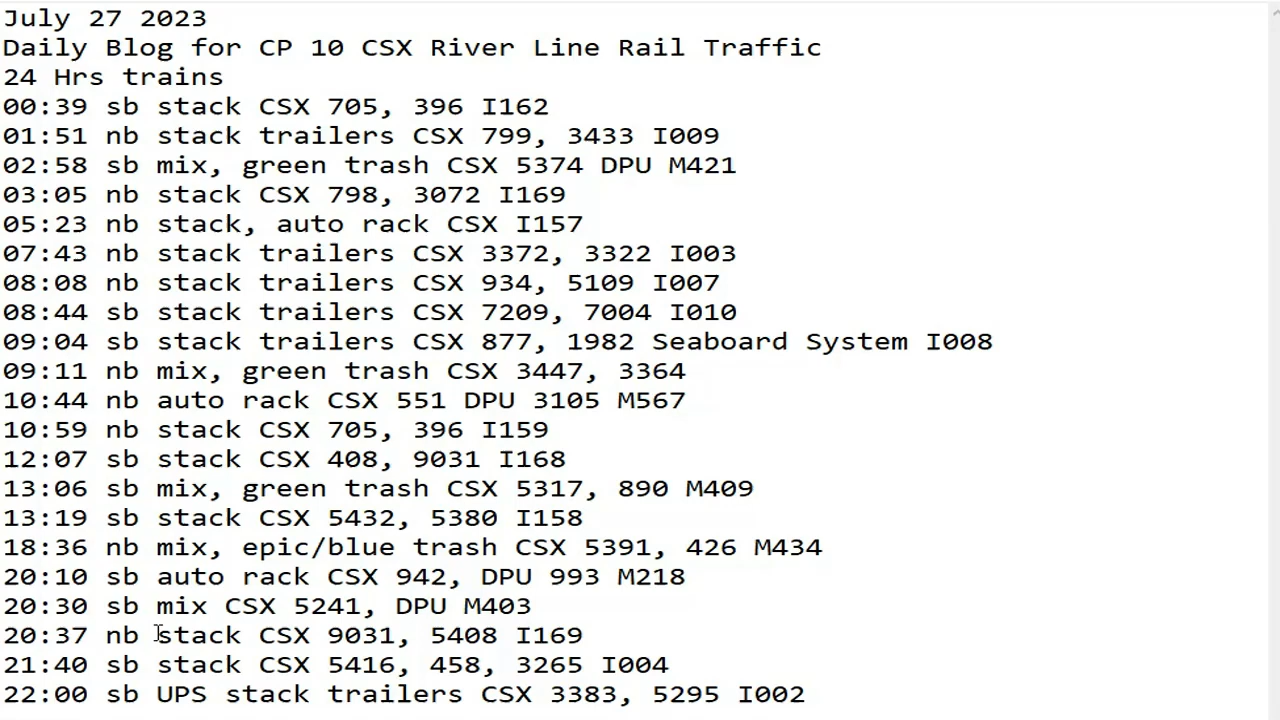 July 27 2023
Daily Blog for CP 10 CSX River Line Rail Traffic
24 Hrs trains
00:39 sb stack CSX 705, 396 I162
01:51 nb stack trailers CSX 799, 3433 I009
02:58 sb mix, green trash CSX 5374 DPU M421
03:05 nb stack CSX 798, 3072 I169
05:23 nb stack, auto rack CSX I157
07:43 nb stack trailers CSX 3372, 3322 I003
08:08 nb stack trailers CSX 934, 5109 I007
08:44 sb stack trailers CSX 7209, 7004 I010
09:04 sb stack trailers CSX 877, 1982 Seaboard System I008
09:11 nb mix, green trash CSX 3447, 3364
10:44 nb auto rack CSX 551 DPU 3105 M567
10:59 nb stack CSX 705, 396 I159
12:07 sb stack CSX 408, 9031 I168
13:06 sb mix, green trash CSX 5317, 890 M409
13:19 sb stack CSX 5432, 5380 I158
18:36 nb mix, epic/blue trash CSX 5391, 426 M434
20:10 sb auto rack CSX 942, DPU 993 M218
20:30 sb mix CSX 5241, DPU M403
20:37 nb stack CSX 9031, 5408 I169
21:40 sb stack CSX 5416, 458, 3265 I004
22:00 sb UPS stack trailers CSX 3383, 5295 I002